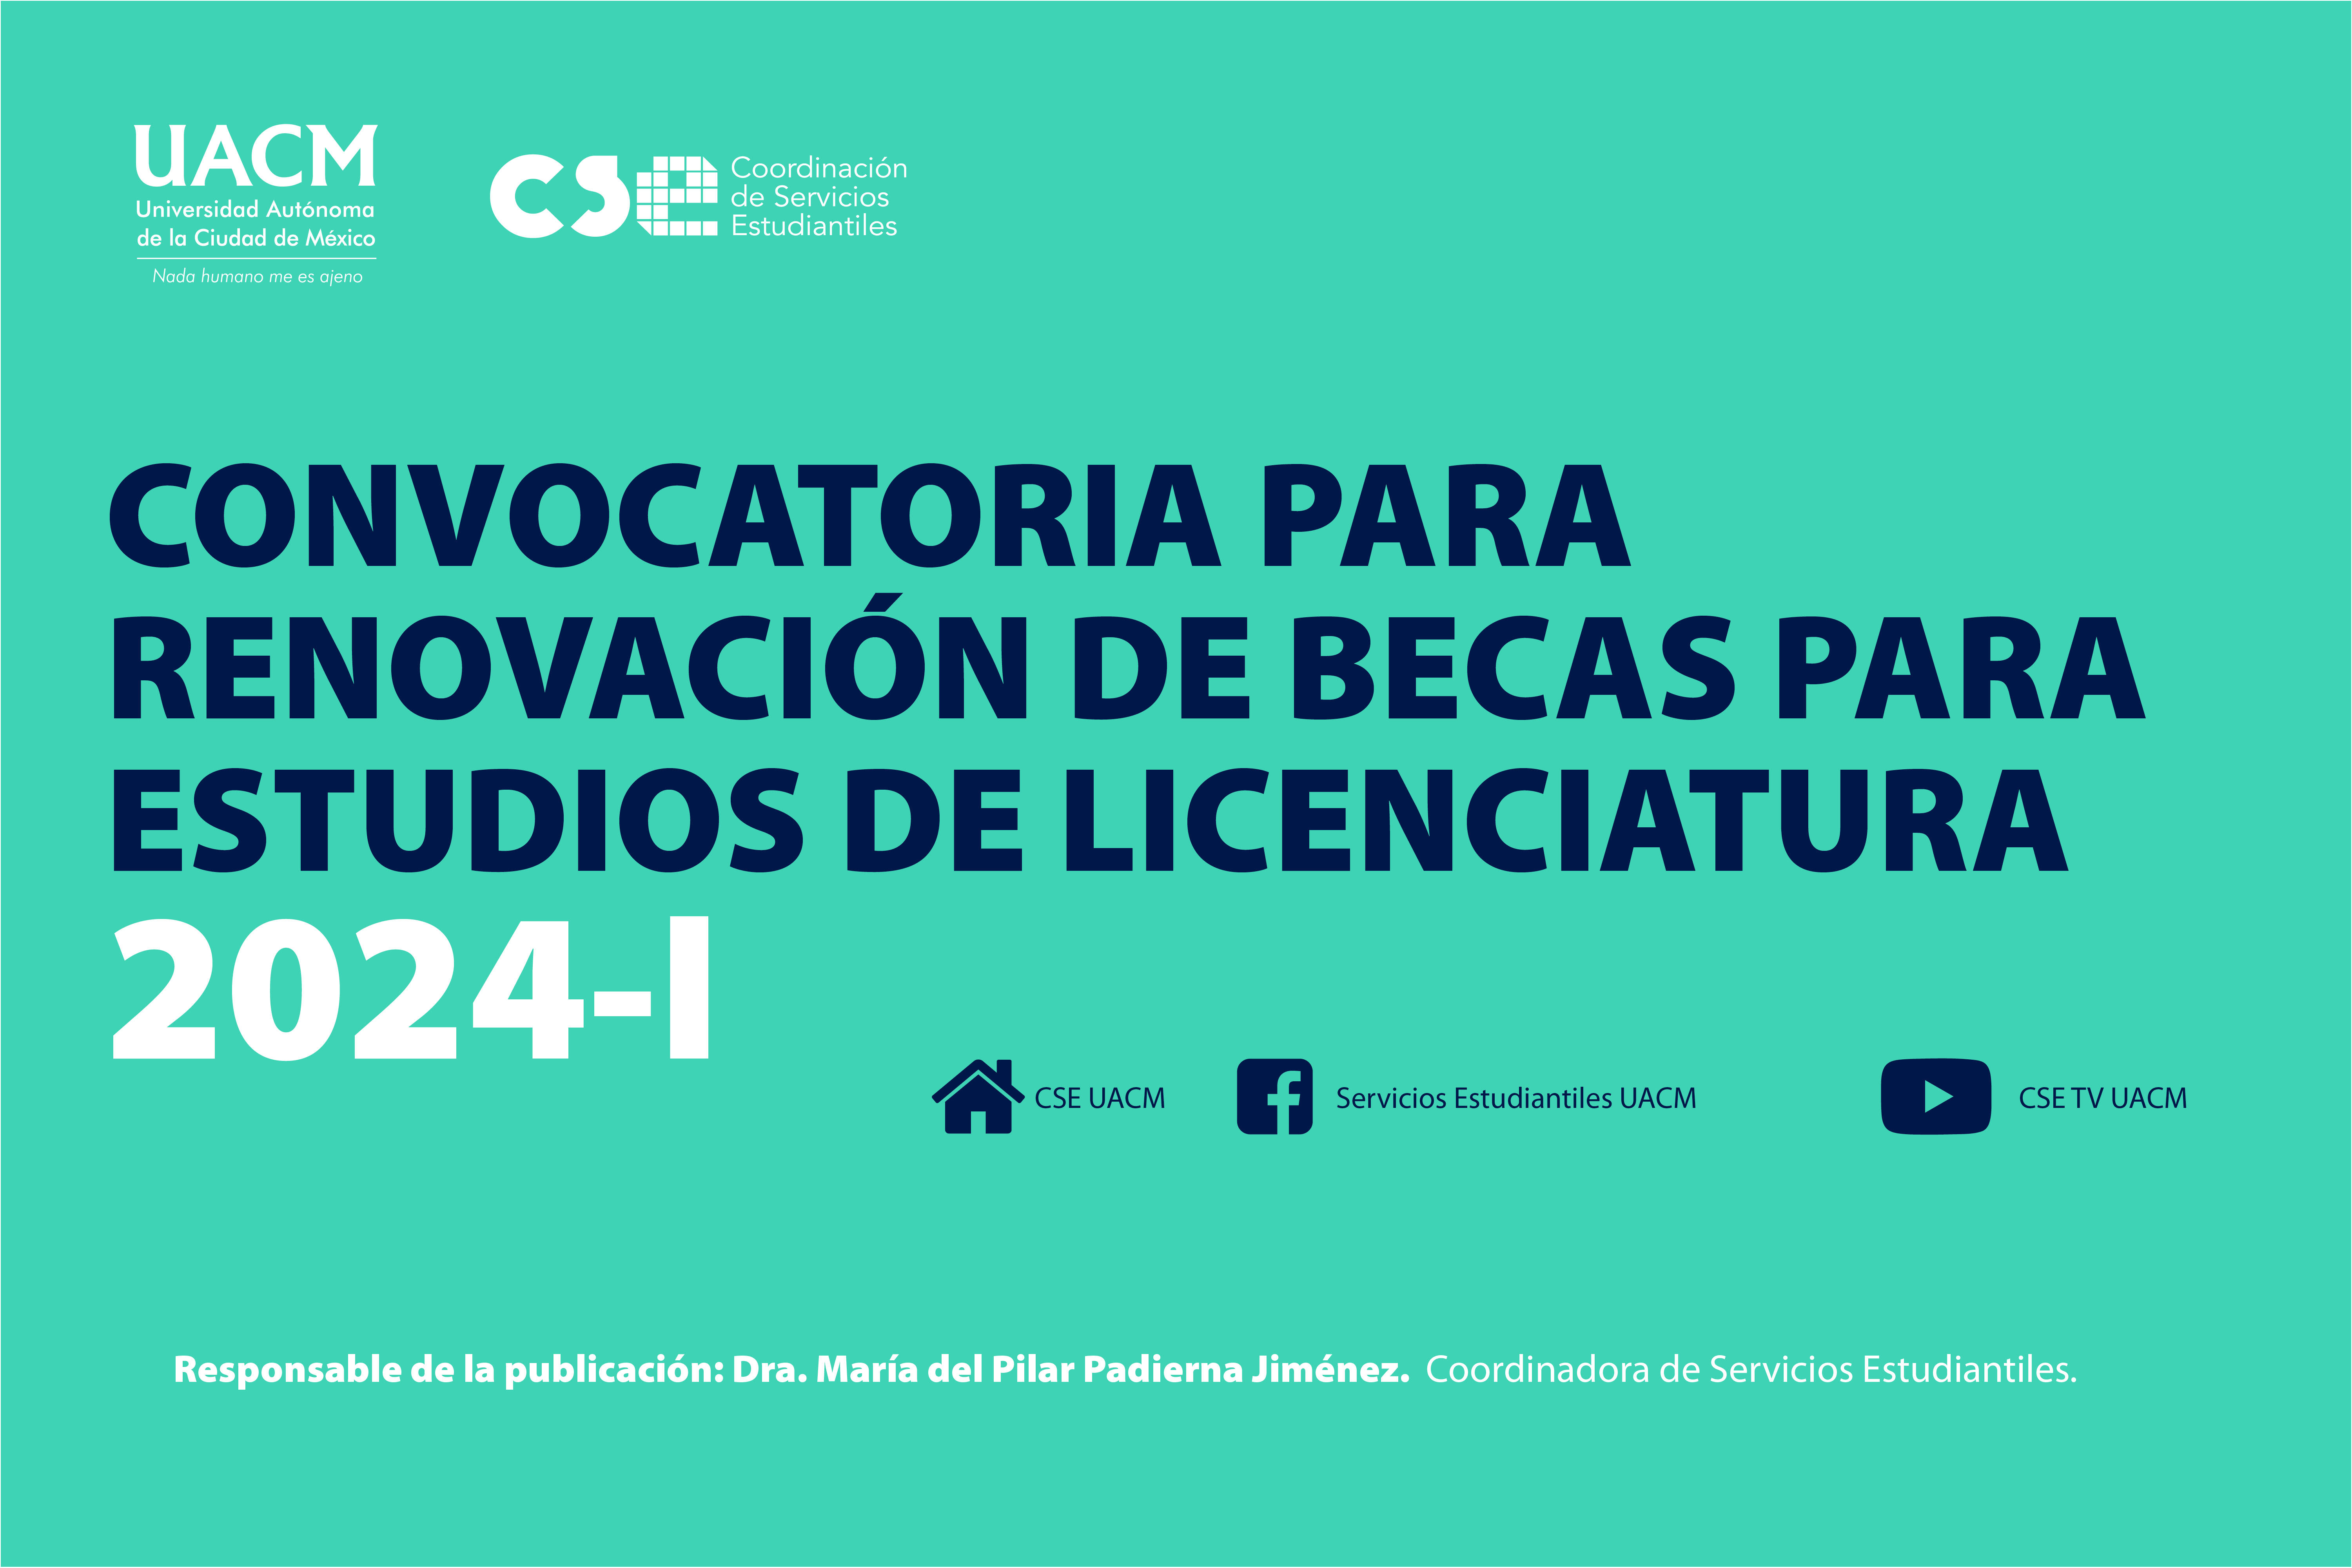 UACM
Universidad Autónoma
de la Ciudad de México
Nada humano me es ajeno
cse
Coordinación
de Servicios
Estudiantiles
CONVOCATORIA PARA
RENOVACIÓN DE BECAS PARA
ESTUDIOS DE LICENCIATURA
2024-I
CSE UACM
Servicios Estudiantiles UACM
CSE TV UACM
Responsable de la publicación: Dra. María del Pilar Padierna Jiménez. Coordinadora de Servicios Estudiantiles.